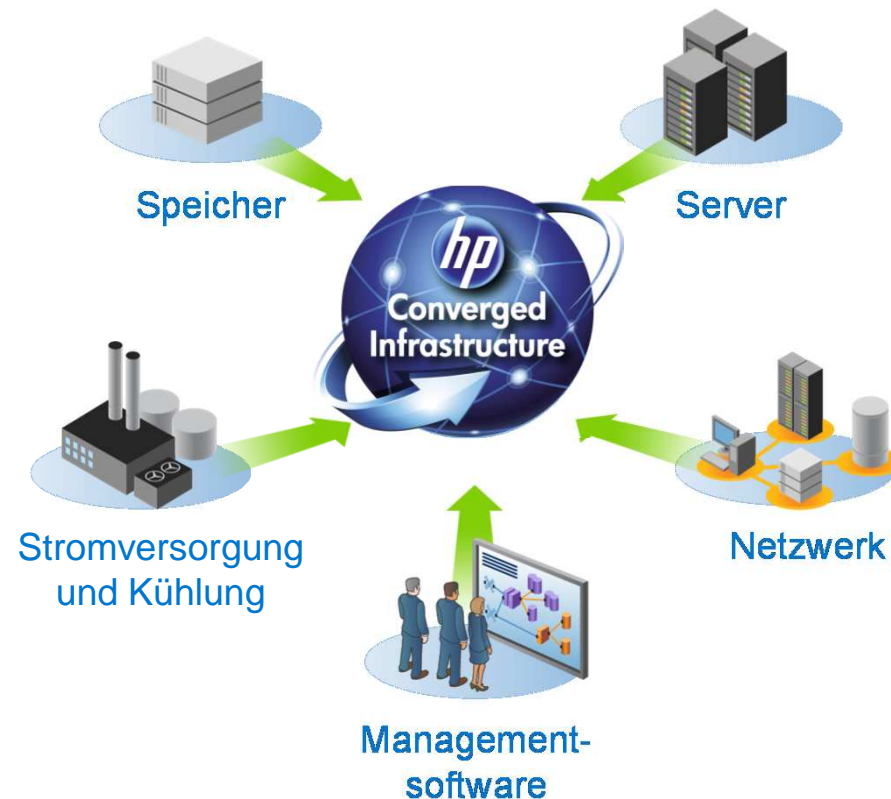 Speicher
Server
hp
Converged
Infrastructure
Stromversorgung
und Kühlung
Netzwerk
Management-
software